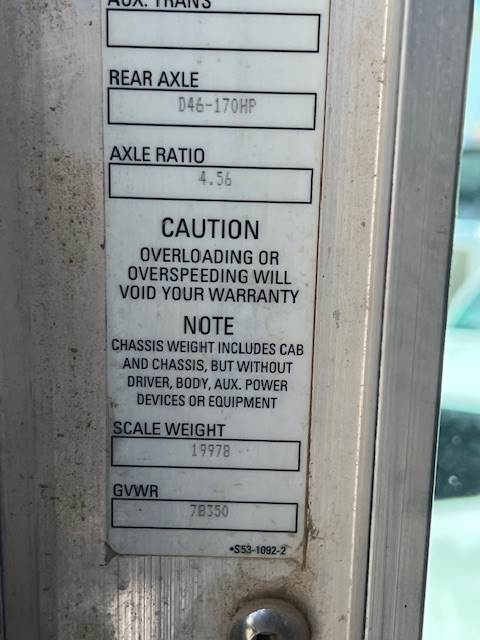 AUX. TRANS
REAR AXLE
D46-170HP
AXLE RATIO
4.56
CAUTION
OVERLOADING OR
OVERSPEEDING WILL
VOID YOUR WARRANTY
NOTE
CHASSIS WEIGHT INCLUDES CAB
AND CHASSIS, BUT WITHOUT
DRIVER, BODY, AUX. POWER
DEVICES OR EQUIPMENT
SCALE WEIGHT
19978
GVWR
78350
•S53-1092-2